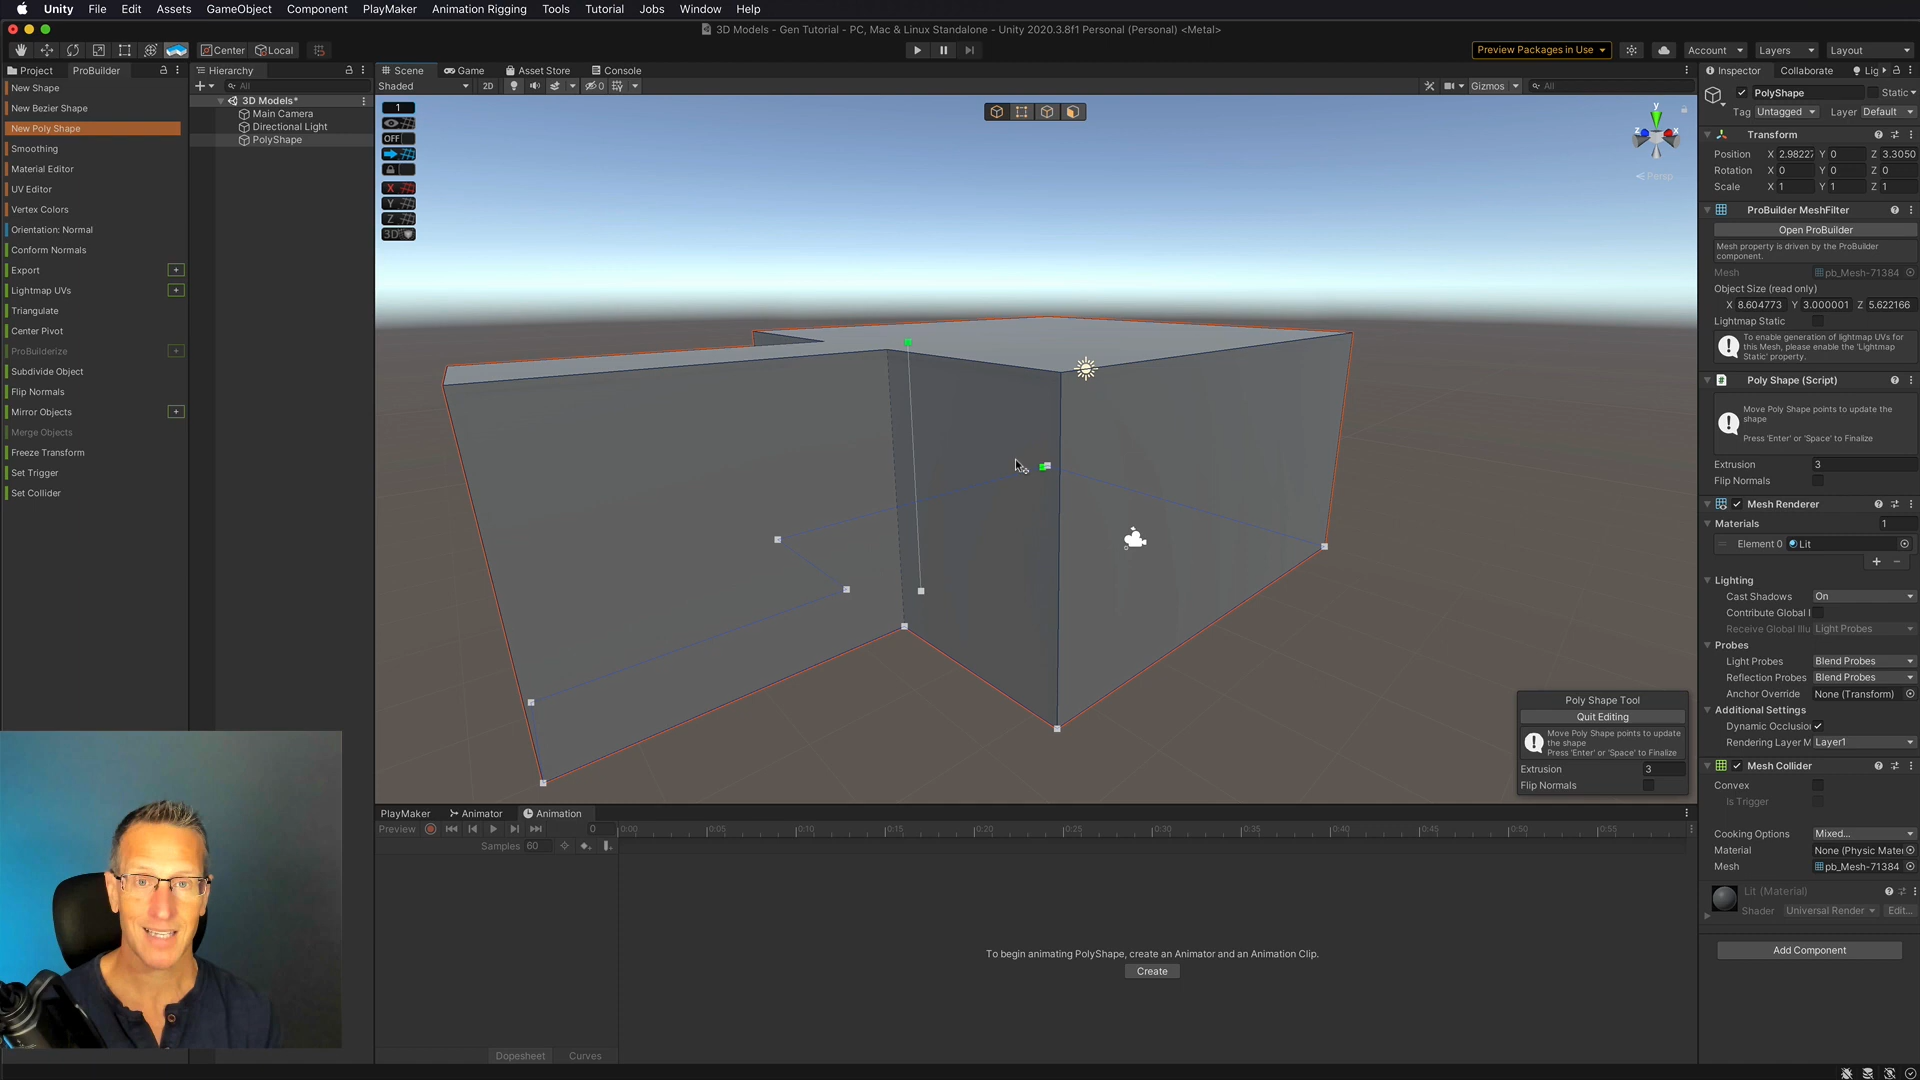 Unity File Edit Assets GameObject Component PlayMaker Animation Rigging Tools Tutorial Jobs Window Help
3D Models - Gen Tutorial - PC, Mac & Linux Standalone - Unity 2020.3.8f1 Personal (Personal) <Metal>
Center Local
Preview Packages in Use
Account
Layers
Layout
Project ProBuilder
New Shape
New Bezier Shape
New Poly Shape
Smoothing
Material Editor
UV Editor
Vertex Colors
Orientation: Normal
Conform Normals
Export
Lightmap UVs
Triangulate
Center Pivot
ProBuilderize
Subdivide Object
Flip Normals
Mirror Objects
Merge Objects
Freeze Transform
Set Trigger
Set Collider
Hierarchy
All
3D Models*
Main Camera
Directional Light
PolyShape
Scene Game Asset Store Console
Shaded 2D 0 Gizmos All
1
OFF
X
Y
Z
3D
y
z x
Persp
Poly Shape Tool
Quit Editing
Move Poly Shape points to update
the shape
Press 'Enter' or 'Space' to Finalize
Extrusion 3
Flip Normals
PlayMaker Animator Animation
Preview 0 0:00 0:05 0:10 0:15 0:20 0:25 0:30 0:35 0:40 0:45 0:50 0:55
Samples 60
To begin animating PolyShape, create an Animator and an Animation Clip.
Create
Dopesheet Curves
Inspector Collaborate Lig
PolyShape Static
Tag Untagged Layer Default
Transform
Position X 2.98227 Y 0 Z 3.3050
Rotation X 0 Y 0 Z 0
Scale X 1 Y 1 Z 1
ProBuilder MeshFilter
Open ProBuilder
Mesh property is driven by the ProBuilder
component.
Mesh pb_Mesh-71384
Object Size (read only)
X 8.604773 Y 3.000001 Z 5.622166
Lightmap Static
To enable generation of lightmap UVs for
this Mesh, please enable the 'Lightmap
Static' property.
Poly Shape (Script)
Move Poly Shape points to update the
shape
Press 'Enter' or 'Space' to Finalize
Extrusion 3
Flip Normals
Mesh Renderer
Materials 1
Element 0 Lit
Lighting
Cast Shadows On
Contribute Global I
Receive Global Illu Light Probes
Probes
Light Probes Blend Probes
Reflection Probes Blend Probes
Anchor Override None (Transform)
Additional Settings
Dynamic Occlusio
Rendering Layer M Layer1
Mesh Collider
Convex
Is Trigger
Cooking Options Mixed...
Material None (Physic Mater
Mesh pb_Mesh-71384
Lit (Material)
Shader Universal Render Edit...
Add Component